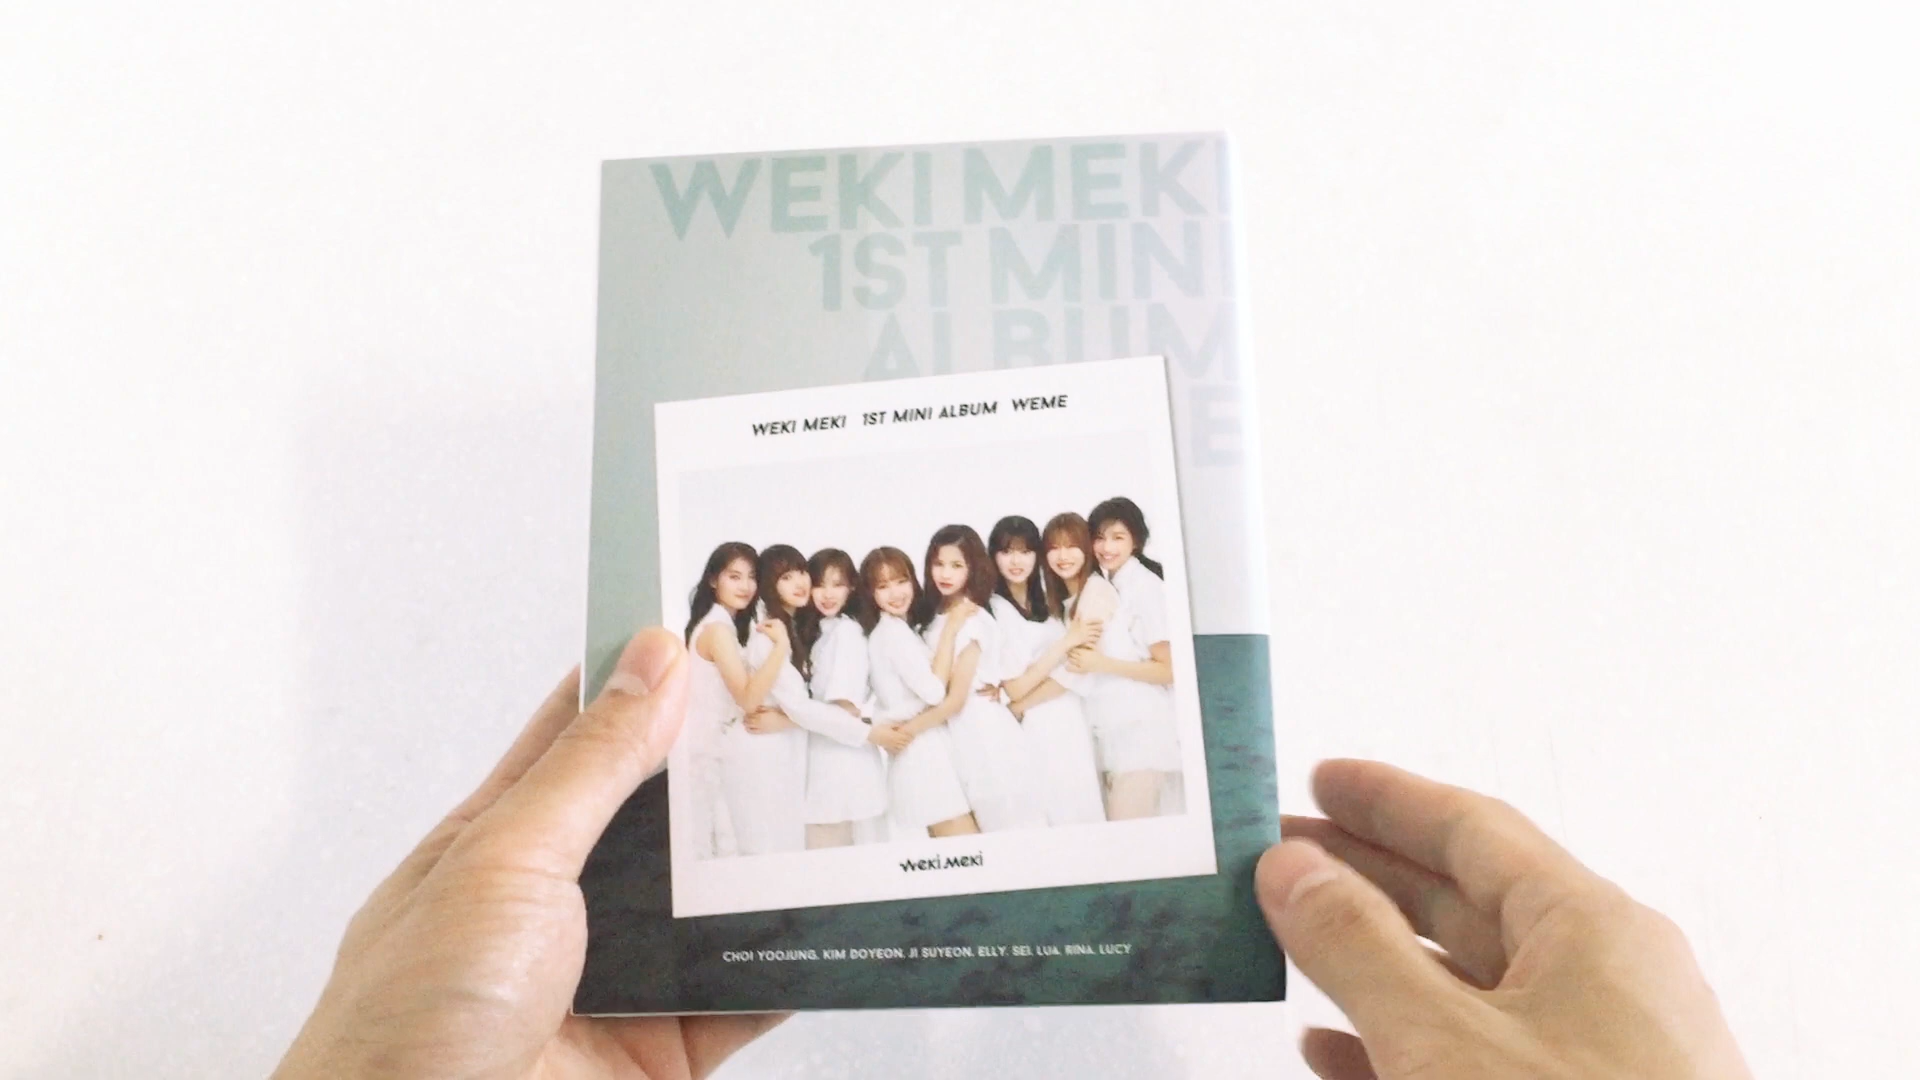 WEKI MEKI
1ST MINI
ALBUM
E
WEKI MEKI 1ST MINI ALBUM WEME
weki meki
CHOI YOOJUNG. KIM DOYEON. JI SUYEON. ELLY. SEI. LUA. RINA. LUCY